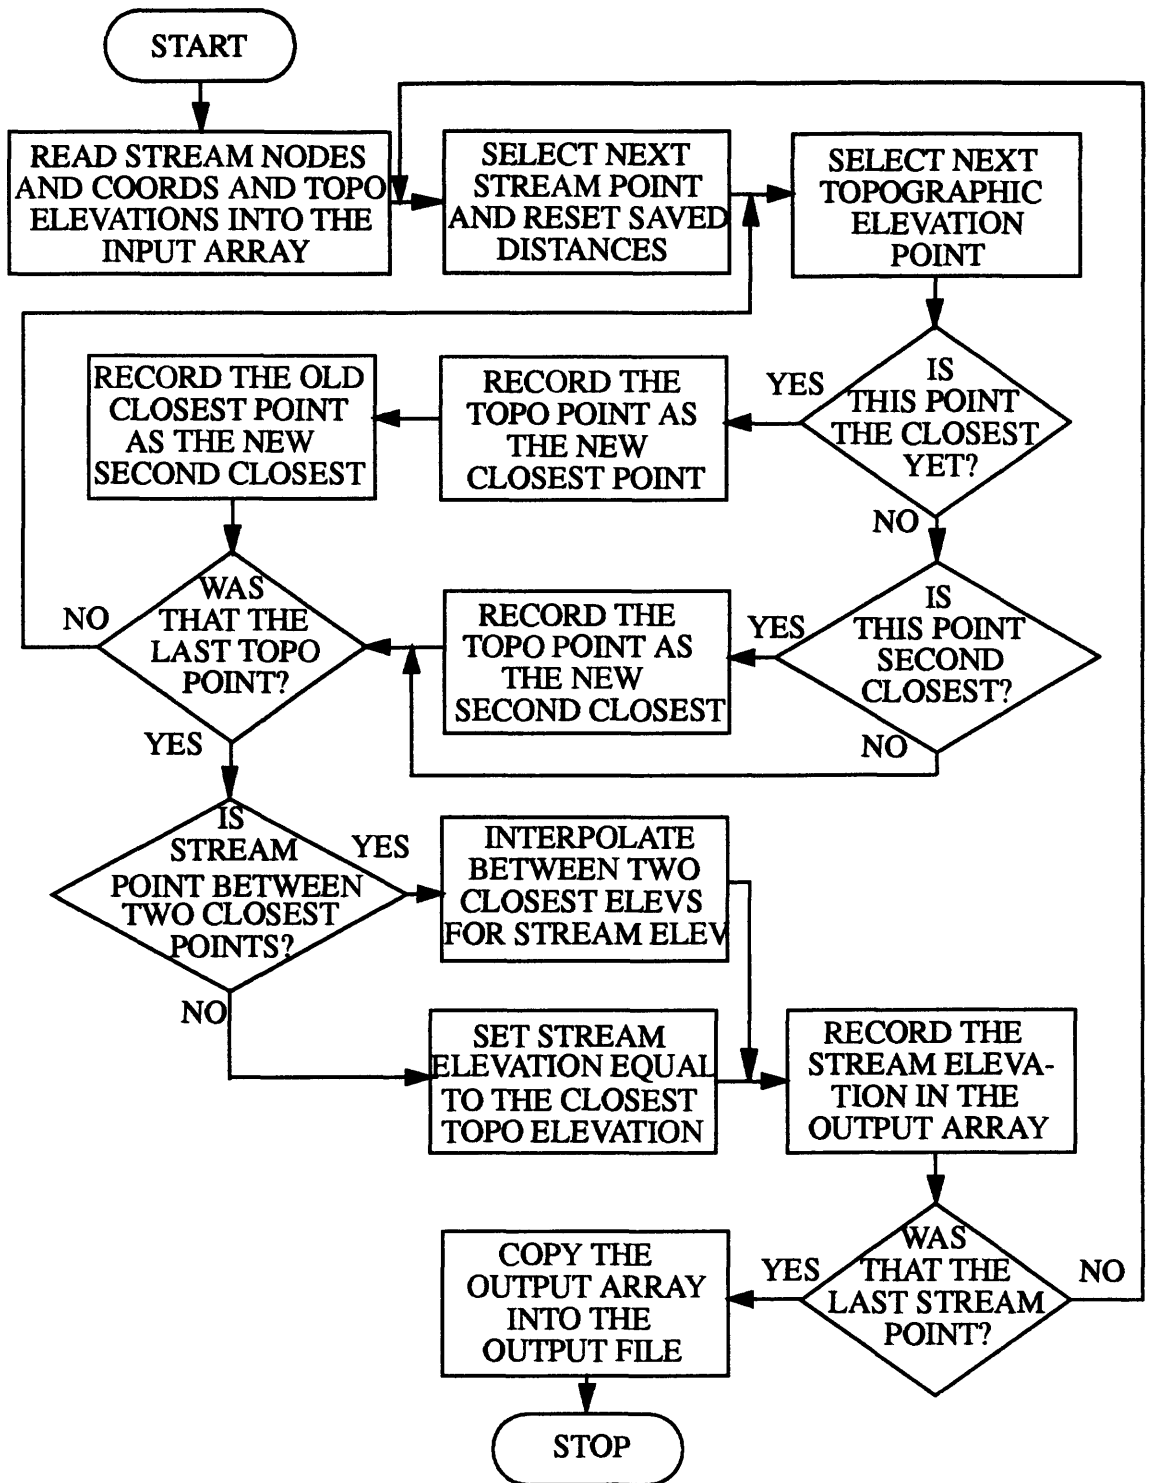 START
READ STREAM NODES
AND COORDS AND TOPO
ELEVATIONS INTO THE
INPUT ARRAY
SELECT NEXT
STREAM POINT
AND RESET SAVED
DISTANCES
SELECT NEXT
TOPOGRAPHIC
ELEVATION
POINT
IS
THIS POINT
THE CLOSEST
YET?
YES
NO
RECORD THE
TOPO POINT AS
THE NEW
CLOSEST POINT
RECORD THE OLD
CLOSEST POINT
AS THE NEW
SECOND CLOSEST
IS
THIS POINT
SECOND
CLOSEST?
YES
NO
RECORD THE
TOPO POINT AS
THE NEW
SECOND CLOSEST
WAS
THAT THE
LAST TOPO
POINT?
NO
YES
IS
STREAM
POINT BETWEEN
TWO CLOSEST
POINTS?
YES
NO
INTERPOLATE
BETWEEN TWO
CLOSEST ELEVS
FOR STREAM ELEV
SET STREAM
ELEVATION EQUAL
TO THE CLOSEST
TOPO ELEVATION
RECORD THE
STREAM ELEVA-
TION IN THE
OUTPUT ARRAY
WAS
THAT THE
LAST STREAM
POINT?
YES
NO
COPY THE
OUTPUT ARRAY
INTO THE
OUTPUT FILE
STOP